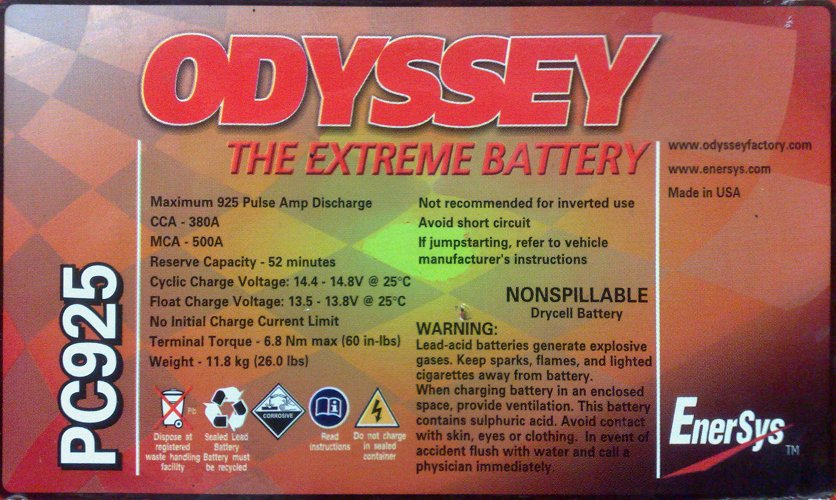 ODYSSEY
THE EXTREME BATTERY
PC925
Maximum 925 Pulse Amp Discharge
CCA - 380A
MCA - 500A
Reserve Capacity - 52 minutes
Cyclic Charge Voltage: 14.4 - 14.8V @ 25°C
Float Charge Voltage: 13.5 - 13.8V @ 25°C
No Initial Charge Current Limit
Terminal Torque - 6.8 Nm max (60 in-lbs)
Weight - 11.8 kg (26.0 lbs)
Pb
Dispose at
registered
waste handling
facility
Sealed Lead
Battery
Battery must
be recycled
CORROSIVE
Read
instructions
Do not charge
in sealed
container
Not recommended for inverted use
Avoid short circuit
If jumpstarting, refer to vehicle
manufacturer's instructions
NONSPILLABLE
Drycell Battery
WARNING:
Lead-acid batteries generate explosive
gases. Keep sparks, flames, and lighted
cigarettes away from battery.
When charging battery in an enclosed
space, provide ventilation. This battery
contains sulphuric acid. Avoid contact
with skin, eyes or clothing. In event of
accident flush with water and call a
physician immediately.
www.odysseyfactory.com
www.enersys.com
Made in USA
EnerSys
TM